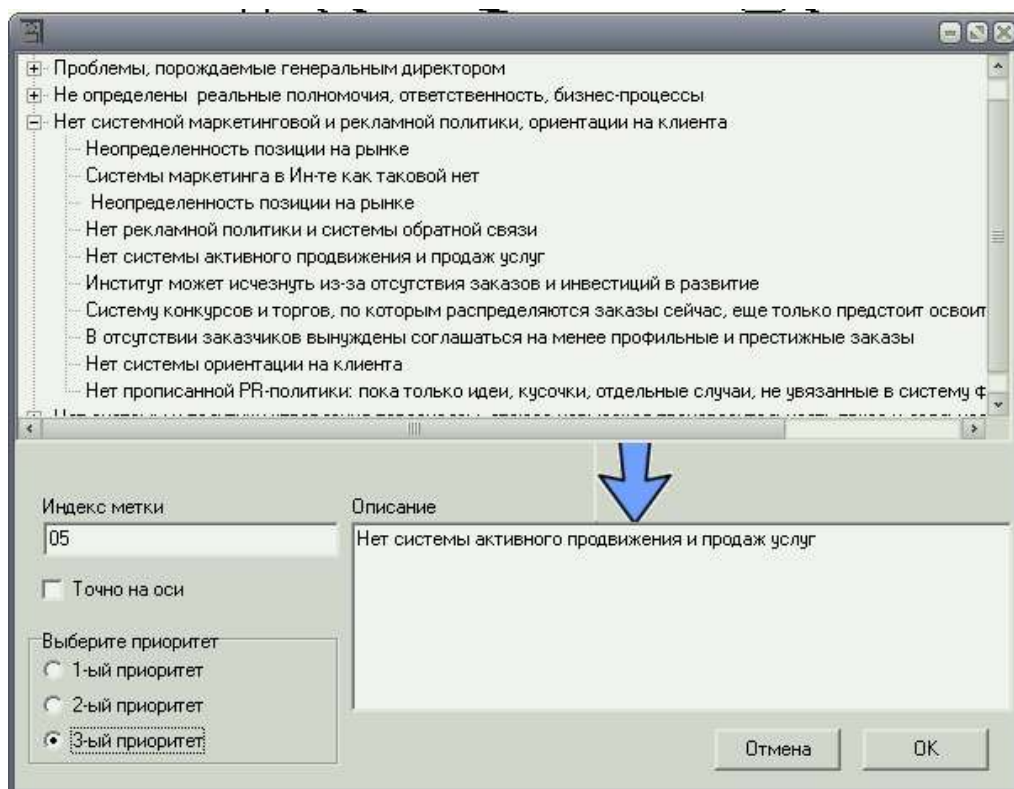 Проблемы, порождаемые генеральным директором
Не определены реальные полномочия, ответственность, бизнес-процессы
Нет системной маркетинговой и рекламной политики, ориентации на клиента
Неопределенность позиции на рынке
Системы маркетинга в Ин-те как таковой нет
Неопределенность позиции на рынке
Нет рекламной политики и системы обратной связи
Нет системы активного продвижения и продаж услуг
Институт может исчезнуть из-за отсутствия заказов и инвестиций в развитие
Систему конкурсов и торгов, по которым распределяются заказы сейчас, еще только предстоит освоит
В отсутствии заказчиков вынуждены соглашаться на менее профильные и престижные заказы
Нет системы ориентации на клиента
Нет прописанной PR-политики: пока только идеи, кусочки, отдельные случаи, не увязанные в систему ф
Индекс метки
Описание
05
Нет системы активного продвижения и продаж услуг
Точно на оси
Выберите приоритет
1-ый приоритет
2-ый приоритет
3-ый приоритет
Отмена
OK